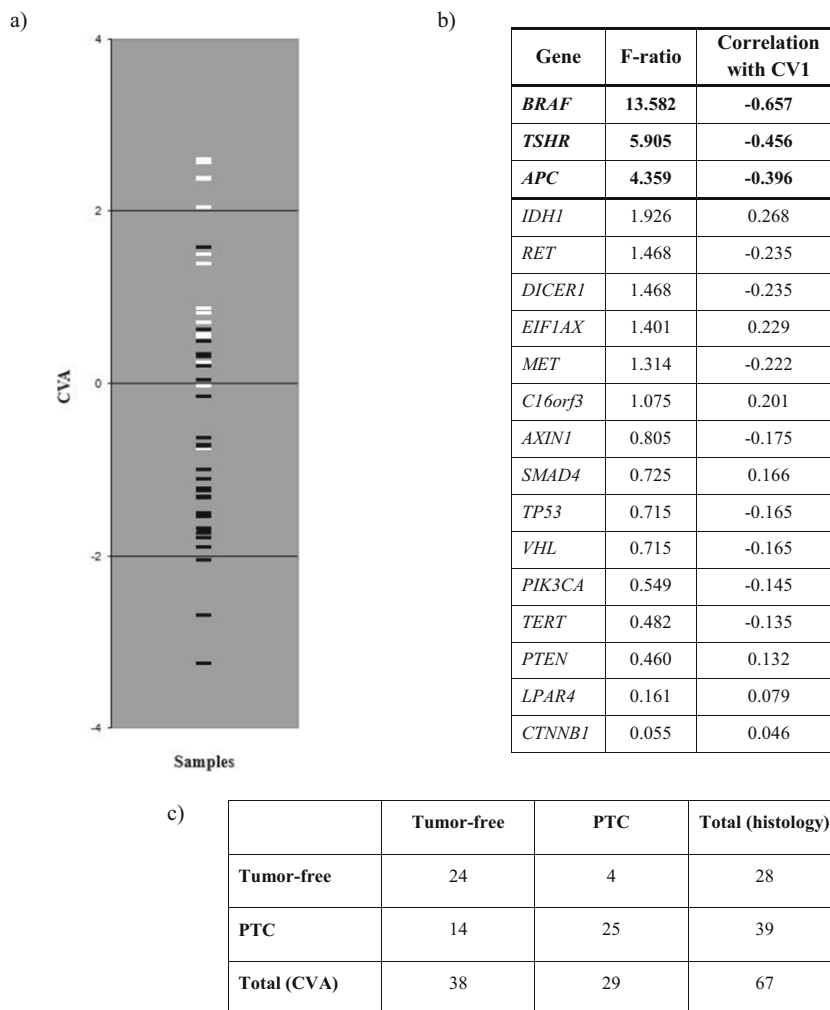 a)
4
2
0
-2
-4
CVA
Samples
b)
Gene F-ratio Correlation with CV1
BRAF 13.582 -0.657
TSHR 5.905 -0.456
APC 4.359 -0.396
IDH1 1.926 0.268
RET 1.468 -0.235
DICER1 1.468 -0.235
EIF1AX 1.401 0.229
MET 1.314 -0.222
C16orf3 1.075 0.201
AXIN1 0.805 -0.175
SMAD4 0.725 0.166
TP53 0.715 -0.165
VHL 0.715 -0.165
PIK3CA 0.549 -0.145
TERT 0.482 -0.135
PTEN 0.460 0.132
LPAR4 0.161 0.079
CTNNB1 0.055 0.046
c)
Tumor-free PTC Total (histology)
Tumor-free 24 4 28
PTC 14 25 39
Total (CVA) 38 29 67